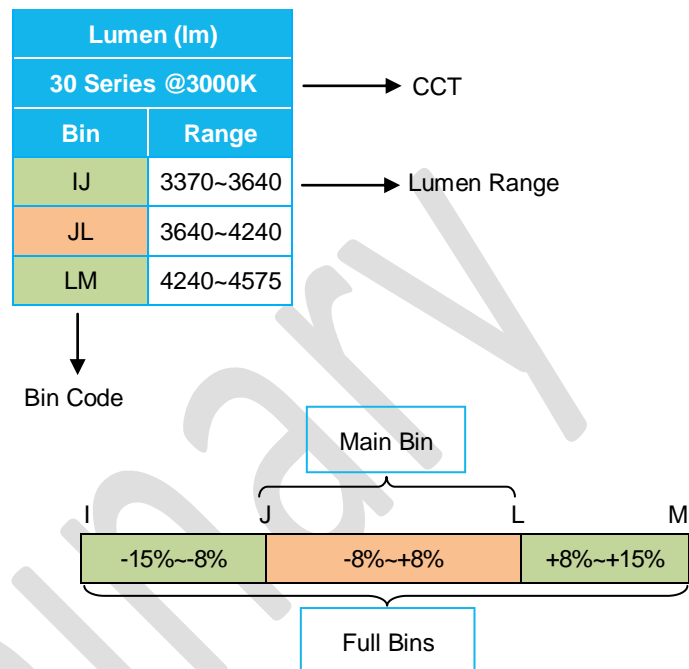 Lumen (lm)
30 Series @3000K
CCT
Bin Range
IJ 3370~3640
Lumen Range
JL 3640~4240
LM 4240~4575
Bin Code
Main Bin
I J L M
-15%~-8% -8%~+8% +8%~+15%
Full Bins